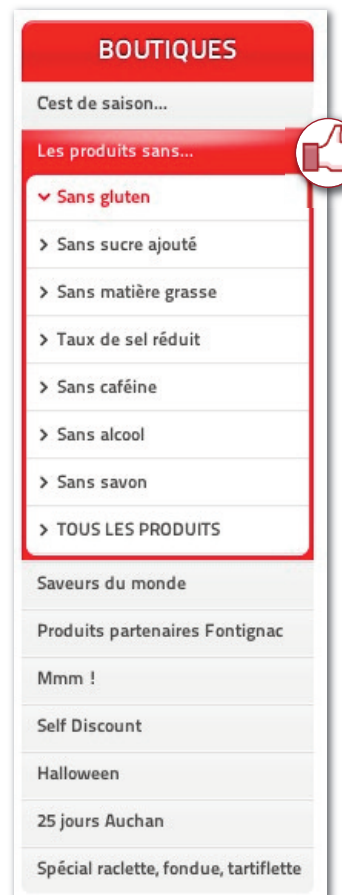 BOUTIQUES
C'est de saison...
Les produits sans...
Sans gluten
Sans sucre ajouté
Sans matière grasse
Taux de sel réduit
Sans caféine
Sans alcool
Sans savon
TOUS LES PRODUITS
Saveurs du monde
Produits partenaires Fontignac
Mmm !
Self Discount
Halloween
25 jours Auchan
Spécial raclette, fondue, tartiflette